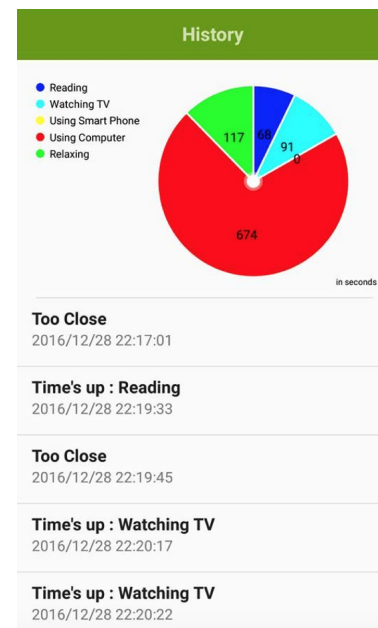 History
Reading
Watching TV
Using Smart Phone
Using Computer
Relaxing
117
68
91
0
674
in seconds
Too Close
2016/12/28 22:17:01
Time's up : Reading
2016/12/28 22:19:33
Too Close
2016/12/28 22:19:45
Time's up : Watching TV
2016/12/28 22:20:17
Time's up : Watching TV
2016/12/28 22:20:22